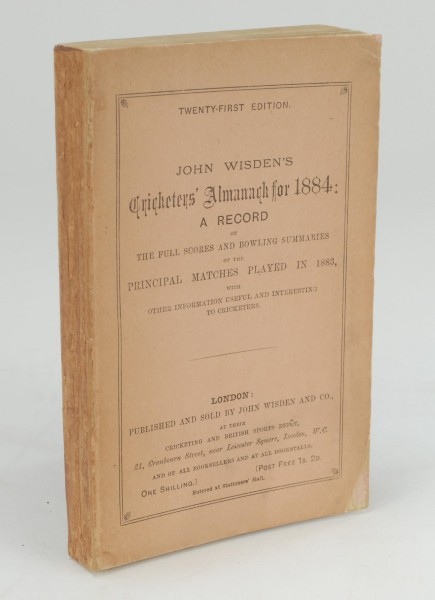 TWENTY-FIRST EDITION.
JOHN WISDEN'S
Cricketers' Almanack for 1884:
A RECORD
OF
THE FULL SCORES AND BOWLING SUMMARIES
OF THE
PRINCIPAL MATCHES PLAYED IN 1883,
WITH
OTHER INFORMATION USEFUL AND INTERESTING
TO CRICKETERS.
LONDON:
PUBLISHED AND SOLD BY JOHN WISDEN AND CO.,
AT THEIR
CRICKETING AND BRITISH SPORTS DEPÔT,
21, Cranbourn Street, near Leicester Square, London, W.C.
AND BY ALL BOOKSELLERS AND AT ALL BOOKSTALLS.
ONE SHILLING.] [POST FREE 1s. 2D.
Entered at Stationers' Hall.